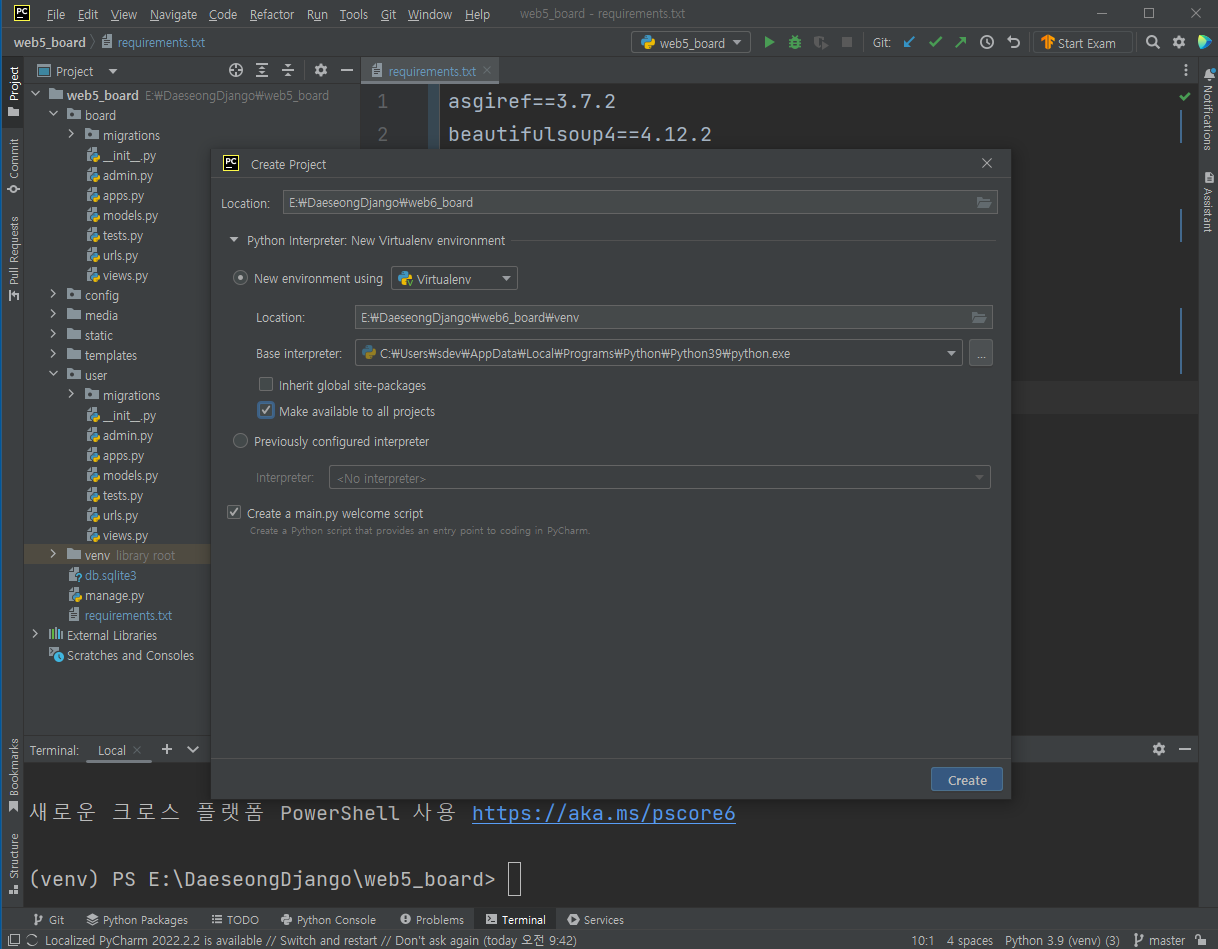 PC File Edit View Navigate Code Refactor Run Tools Git Window Help web5_board - requirements.txt
web5_board requirements.txt web5_board Git: Start Exam
Project
requirements.txt
web5_board E:₩DaeseongDjango₩web5_board
board
migrations
__init__.py
admin.py
apps.py
models.py
tests.py
urls.py
views.py
config
media
static
templates
user
migrations
__init__.py
admin.py
apps.py
models.py
tests.py
urls.py
views.py
venv library root
db.sqlite3
manage.py
requirements.txt
External Libraries
Scratches and Consoles
1 asgiref==3.7.2
2 beautifulsoup4==4.12.2
PC Create Project
Location: E:₩DaeseongDjango₩web6_board
Python Interpreter: New Virtualenv environment
New environment using Virtualenv
Location: E:₩DaeseongDjango₩web6_board₩venv
Base interpreter: C:₩Users₩sdev₩AppData₩Local₩Programs₩Python₩Python39₩python.exe ...
Inherit global site-packages
Make available to all projects
Previously configured interpreter
Interpreter: <No interpreter>
Create a main.py welcome script
Create a Python script that provides an entry point to coding in PyCharm.
Create
Project
Commit
Pull Requests
Bookmarks
Structure
Notifications
Assistant
Terminal: Local
새로운 크로스 플랫폼 PowerShell 사용 https://aka.ms/pscore6
(venv) PS E:\DaeseongDjango\web5_board>
Git Python Packages TODO Python Console Problems Terminal Services
Localized PyCharm 2022.2.2 is available // Switch and restart // Don't ask again (today 오전 9:42) 10:1 4 spaces Python 3.9 (venv) (3) master